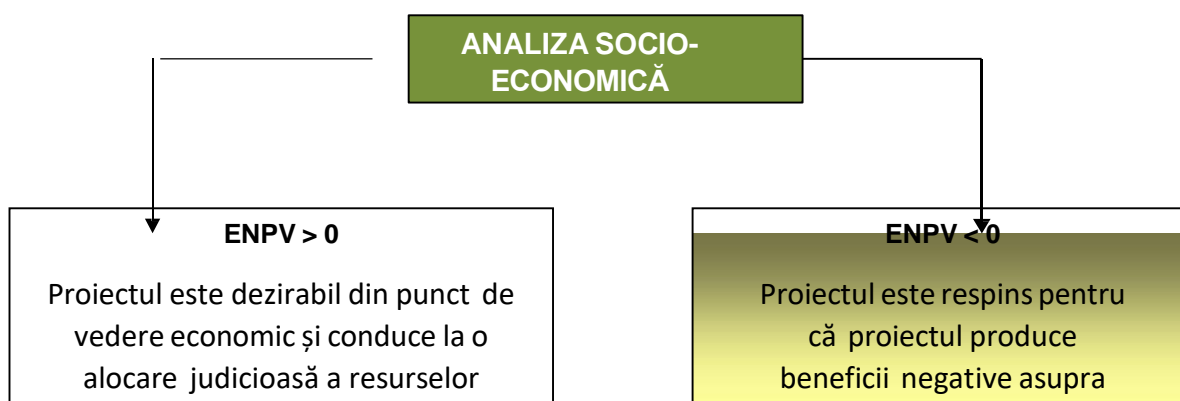 ANALIZA SOCIO-
ECONOMICĂ
ENPV > 0
Proiectul este dezirabil din punct de
vedere economic și conduce la o
alocare judicioasă a resurselor
ENPV < 0
Proiectul este respins pentru
că proiectul produce
beneficii negative asupra